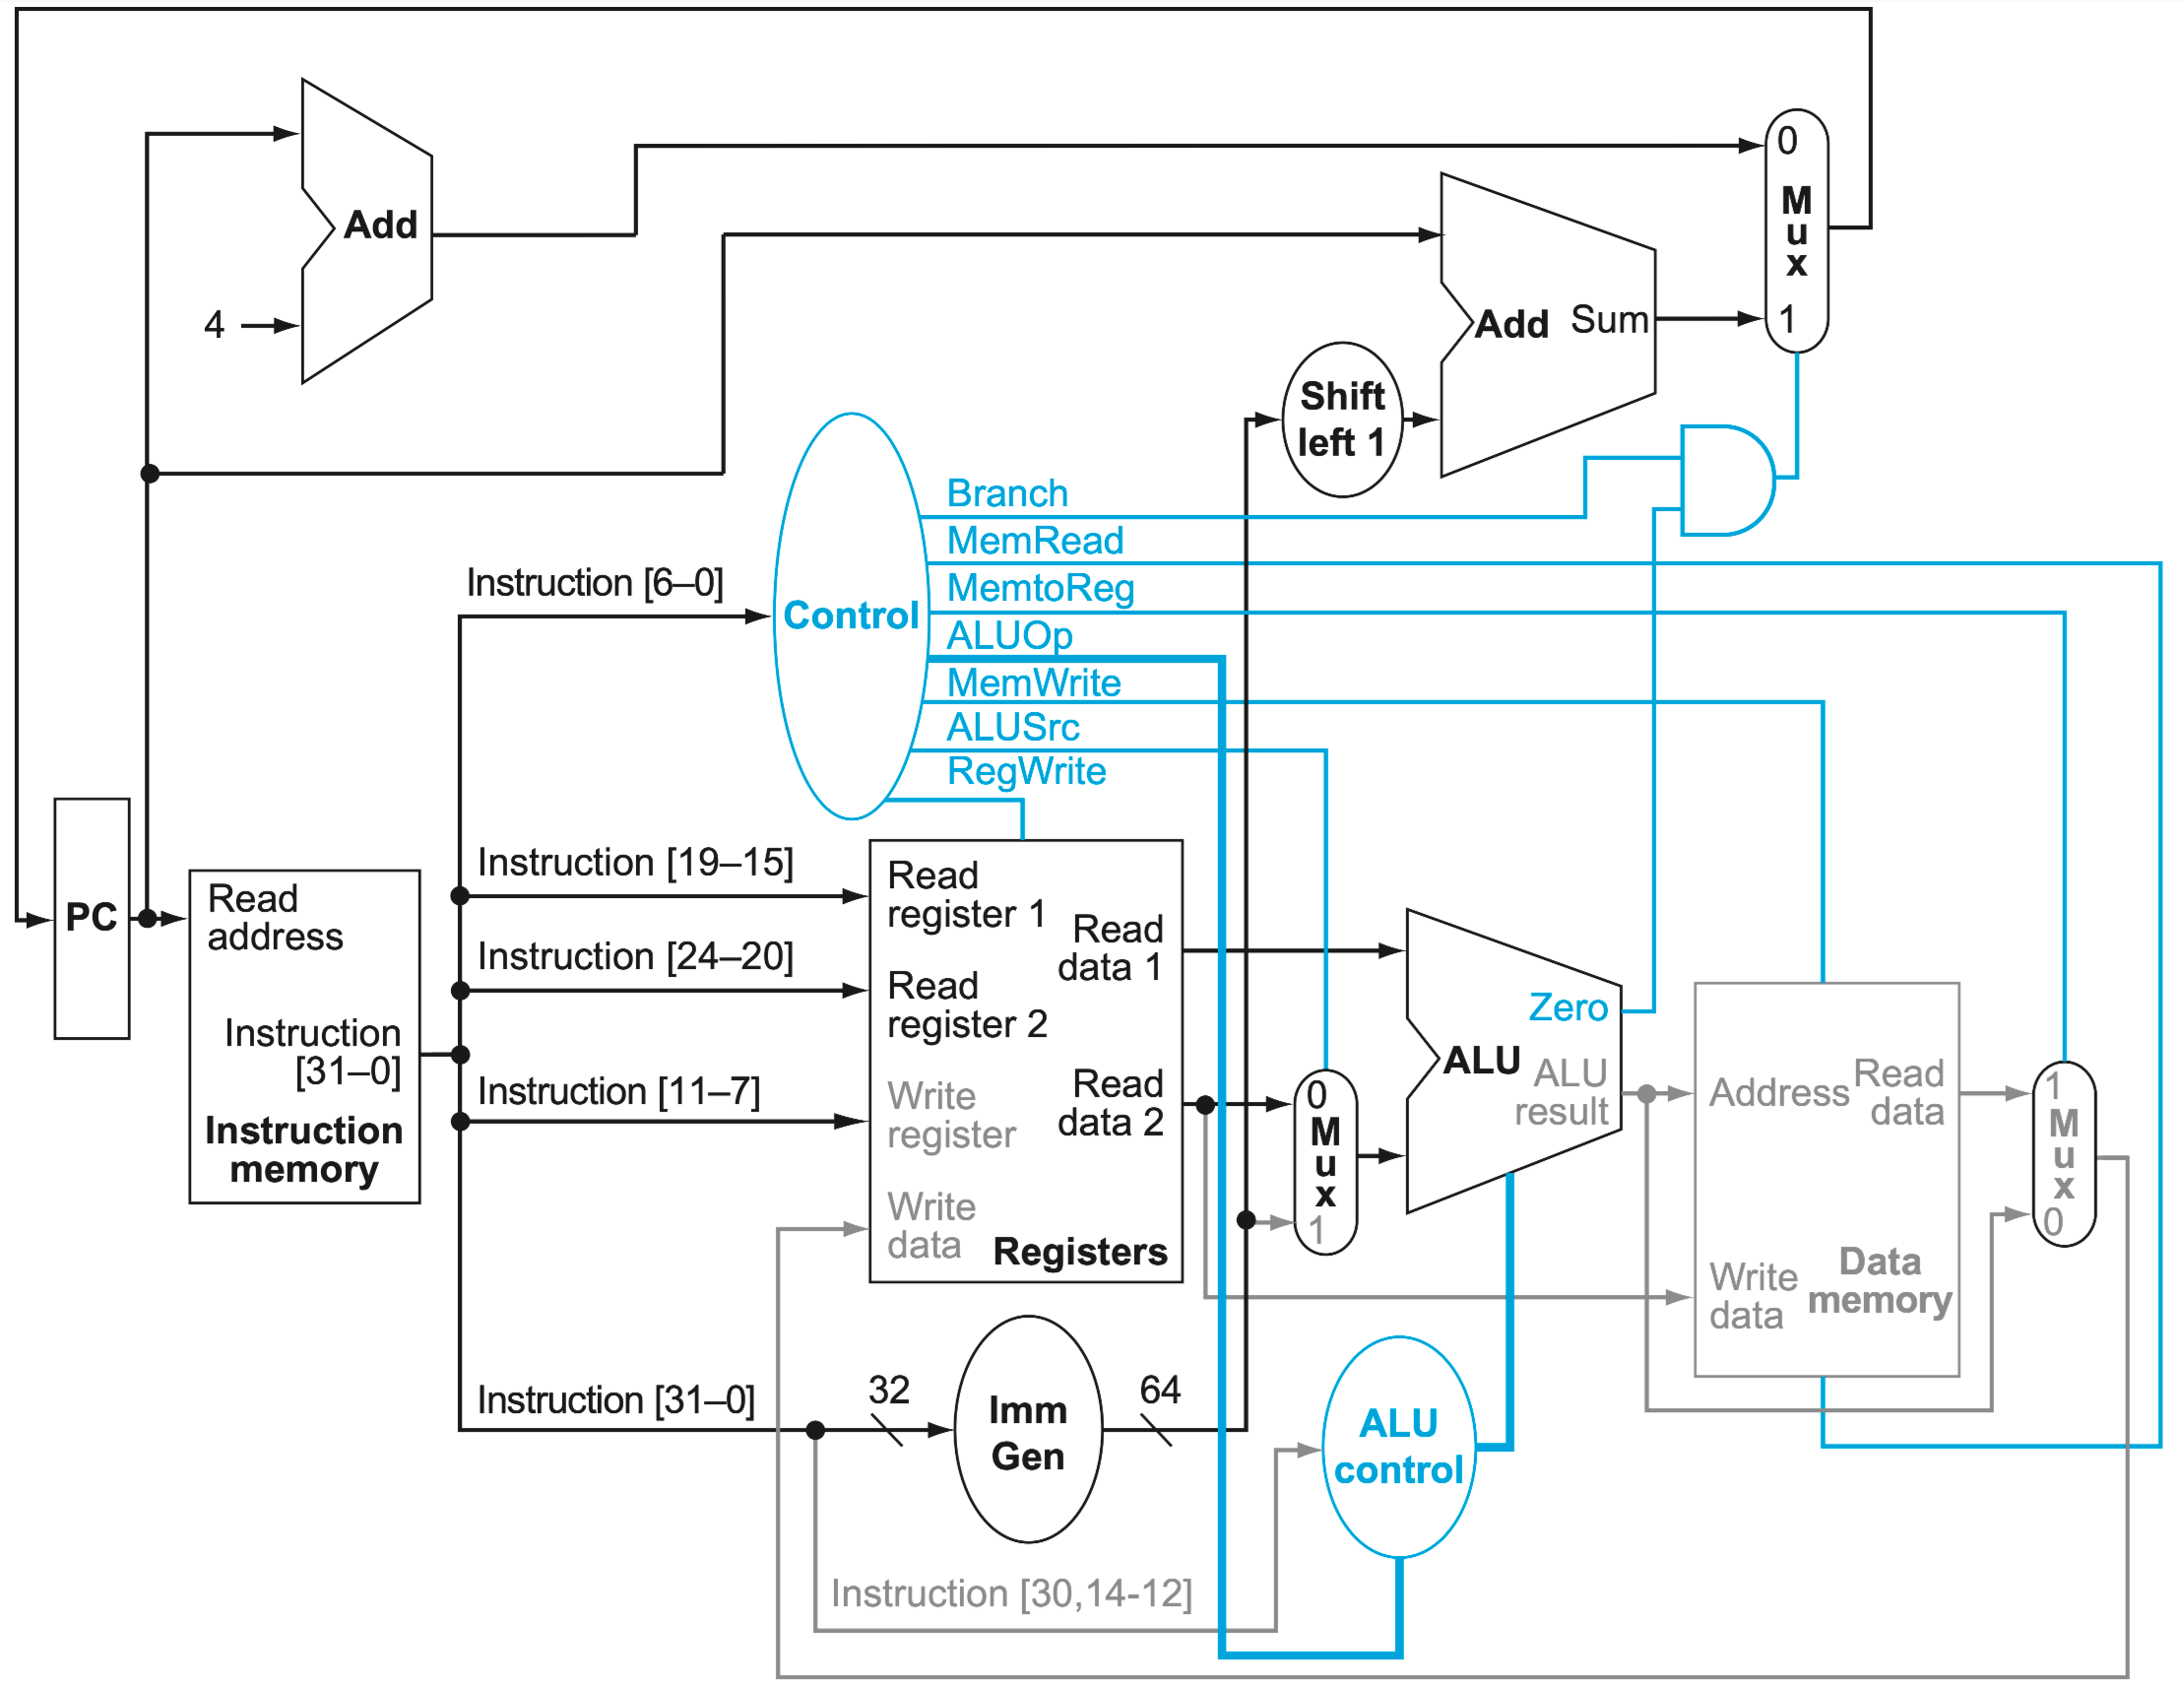 0
M
u
x
1
Add
4
Add Sum
Shift
left 1
Branch
MemRead
MemtoReg
ALUOp
MemWrite
ALUSrc
RegWrite
Control
Instruction [6–0]
Instruction [19–15]
Instruction [24–20]
Instruction [11–7]
Instruction [31–0]
PC
Read
address
Instruction
[31–0]
Instruction
memory
Read
register 1
Read
register 2
Write
register
Write
data
Read
data 1
Read
data 2
Registers
0
M
u
x
1
Zero
ALU
ALU
result
Address
Read
data
Write
data
Data
memory
1
M
u
x
0
32
Imm
Gen
64
ALU
control
Instruction [30,14-12]